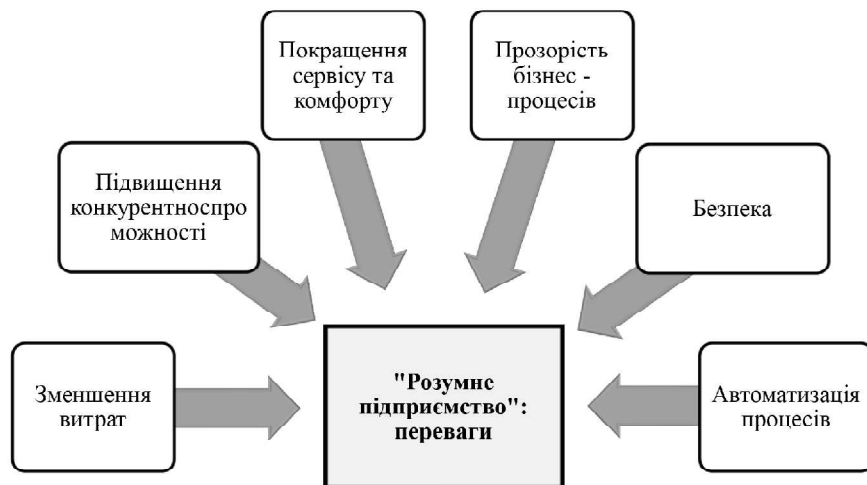 Покращення
сервісу та
комфорту
Прозорість
бізнес -
процесів
Підвищення
конкурентноспро
можності
Безпека
Зменшення
витрат
"Розумне
підприємство":
переваги
Автоматизація
процесів